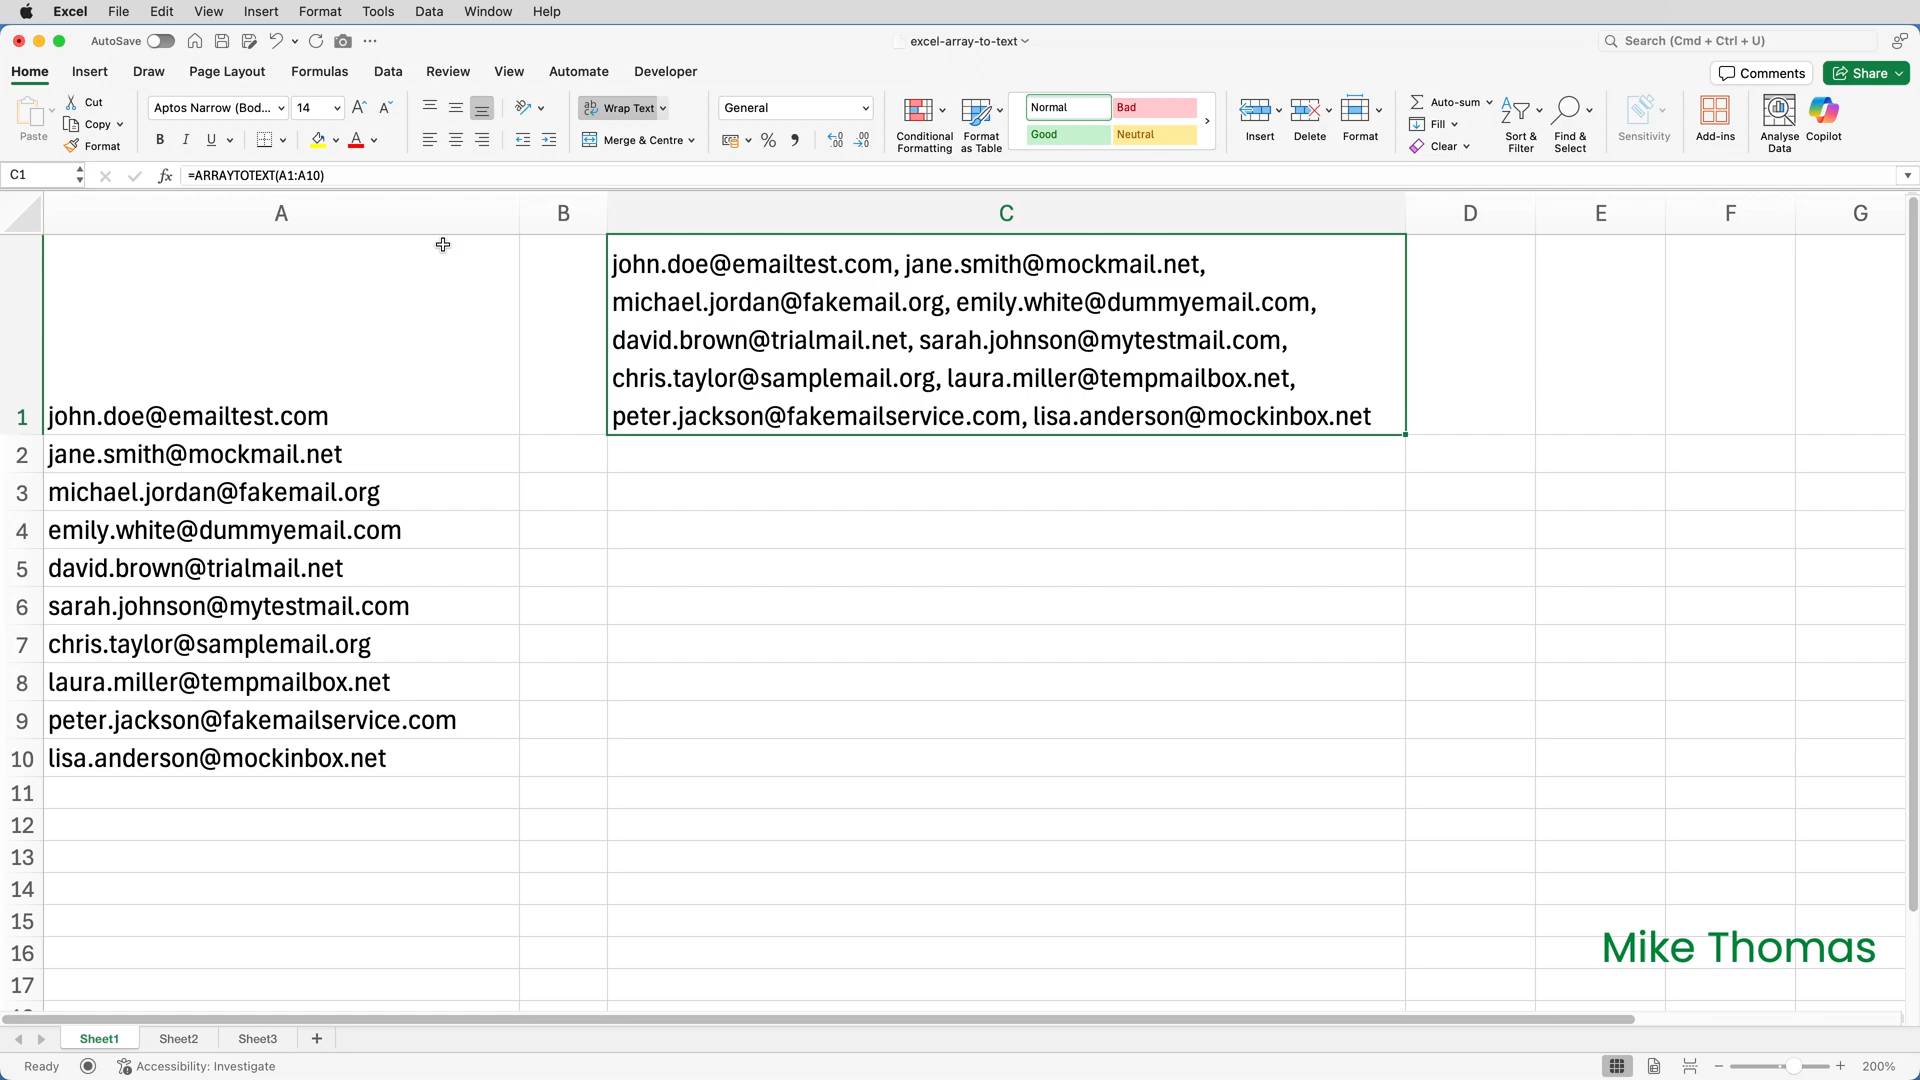 Excel File Edit View Insert Format Tools Data Window Help
AutoSave excel-array-to-text Search (Cmd + Ctrl + U)
Home Insert Draw Page Layout Formulas Data Review View Automate Developer Comments Share
Paste Cut Copy Format
Aptos Narrow (Bod... 14
B I U A
ab Wrap Text
Merge & Centre
General
%
Conditional Formatting
Format as Table
Normal Bad
Good Neutral
Insert Delete Format
Auto-sum
Fill
Clear
Sort & Filter
Find & Select
Sensitivity
Add-ins
Analyse Data
Copilot
C1 fx =ARRAYTOTEXT(A1:A10)
A B C D E F G
john.doe@emailtest.com, jane.smith@mockmail.net,
michael.jordan@fakemail.org, emily.white@dummyemail.com,
david.brown@trialmail.net, sarah.johnson@mytestmail.com,
chris.taylor@samplemail.org, laura.miller@tempmailbox.net,
peter.jackson@fakemailservice.com, lisa.anderson@mockinbox.net
1 john.doe@emailtest.com
2 jane.smith@mockmail.net
3 michael.jordan@fakemail.org
4 emily.white@dummyemail.com
5 david.brown@trialmail.net
6 sarah.johnson@mytestmail.com
7 chris.taylor@samplemail.org
8 laura.miller@tempmailbox.net
9 peter.jackson@fakemailservice.com
10 lisa.anderson@mockinbox.net
11
12
13
14
15
16
17
Mike Thomas
Sheet1 Sheet2 Sheet3 +
Ready Accessibility: Investigate 200%